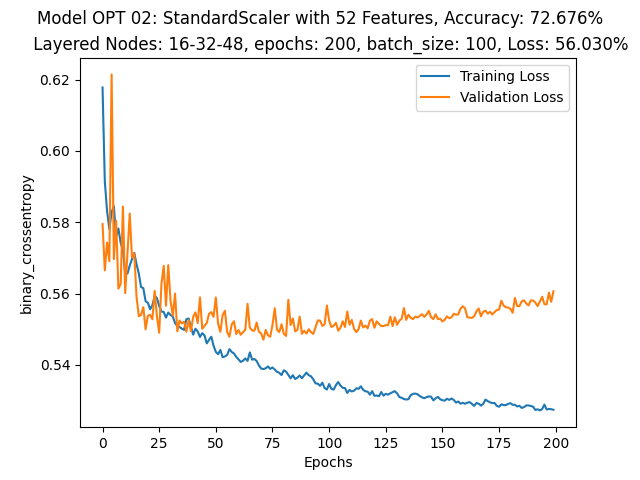 Model OPT 02: StandardScaler with 52 Features, Accuracy: 72.676%
Layered Nodes: 16-32-48, epochs: 200, batch_size: 100, Loss: 56.030%
Training Loss
Validation Loss
0.62
0.60
0.58
0.56
0.54
binary_crossentropy
0 25 50 75 100 125 150 175 200
Epochs